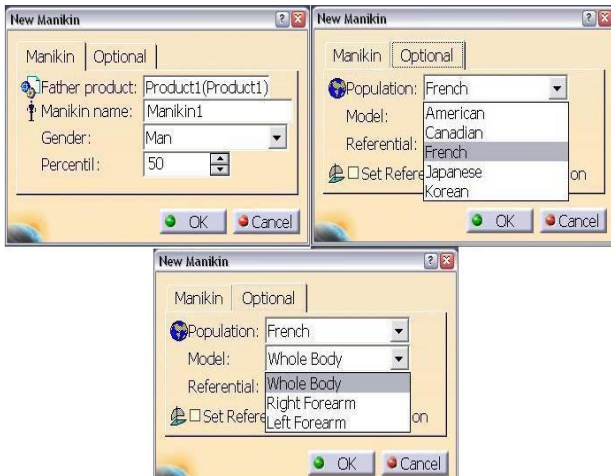 New Manikin
Manikin Optional
Father product: Product1(Product1)
Manikin name: Manikin1
Gender: Man
Percentil: 50
OK Cancel
New Manikin
Manikin Optional
Population: French
Model: American
Canadian
Referential: French
Set Refere Japanese on
Korean
OK Cancel
New Manikin
Manikin Optional
Population: French
Model: Whole Body
Referential: Whole Body
Right Forearm
Set Refere Left Forearm on
OK Cancel